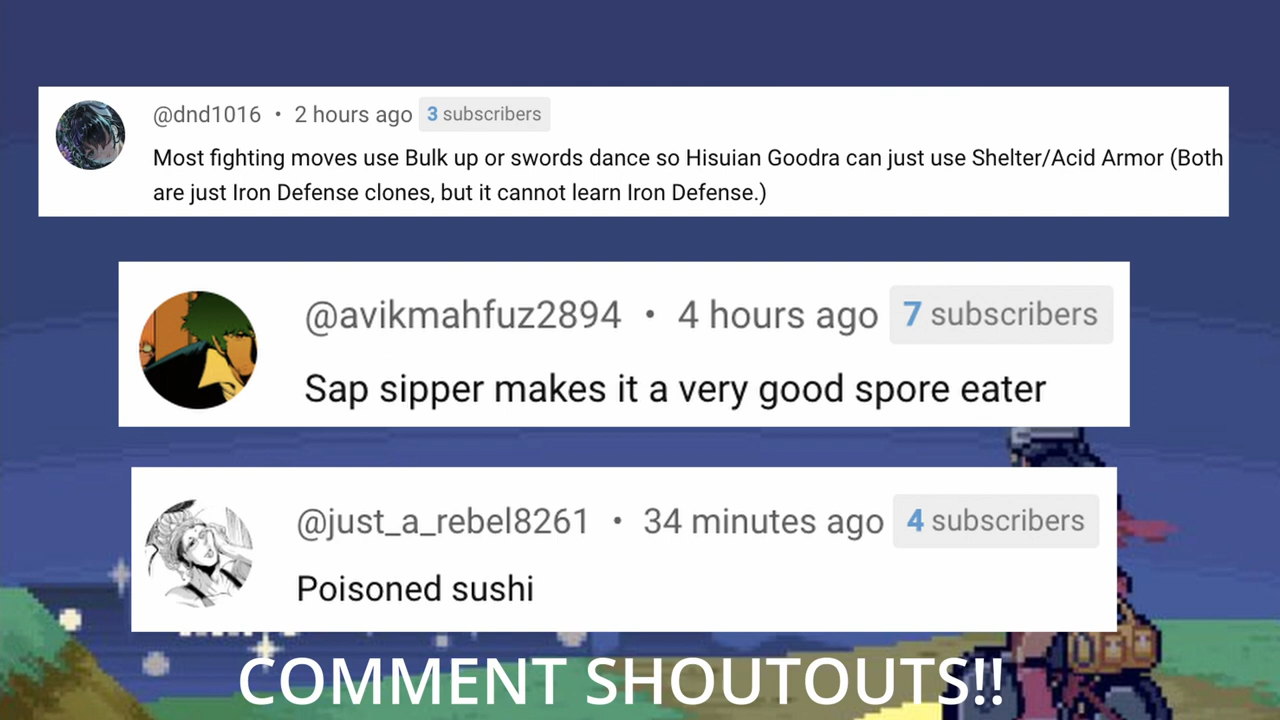 @dnd1016 • 2 hours ago 3 subscribers
Most fighting moves use Bulk up or swords dance so Hisuian Goodra can just use Shelter/Acid Armor (Both
are just Iron Defense clones, but it cannot learn Iron Defense.)
@avikmahfuz2894 • 4 hours ago 7 subscribers
Sap sipper makes it a very good spore eater
@just_a_rebel8261 • 34 minutes ago 4 subscribers
Poisoned sushi
COMMENT SHOUTOUTS!!